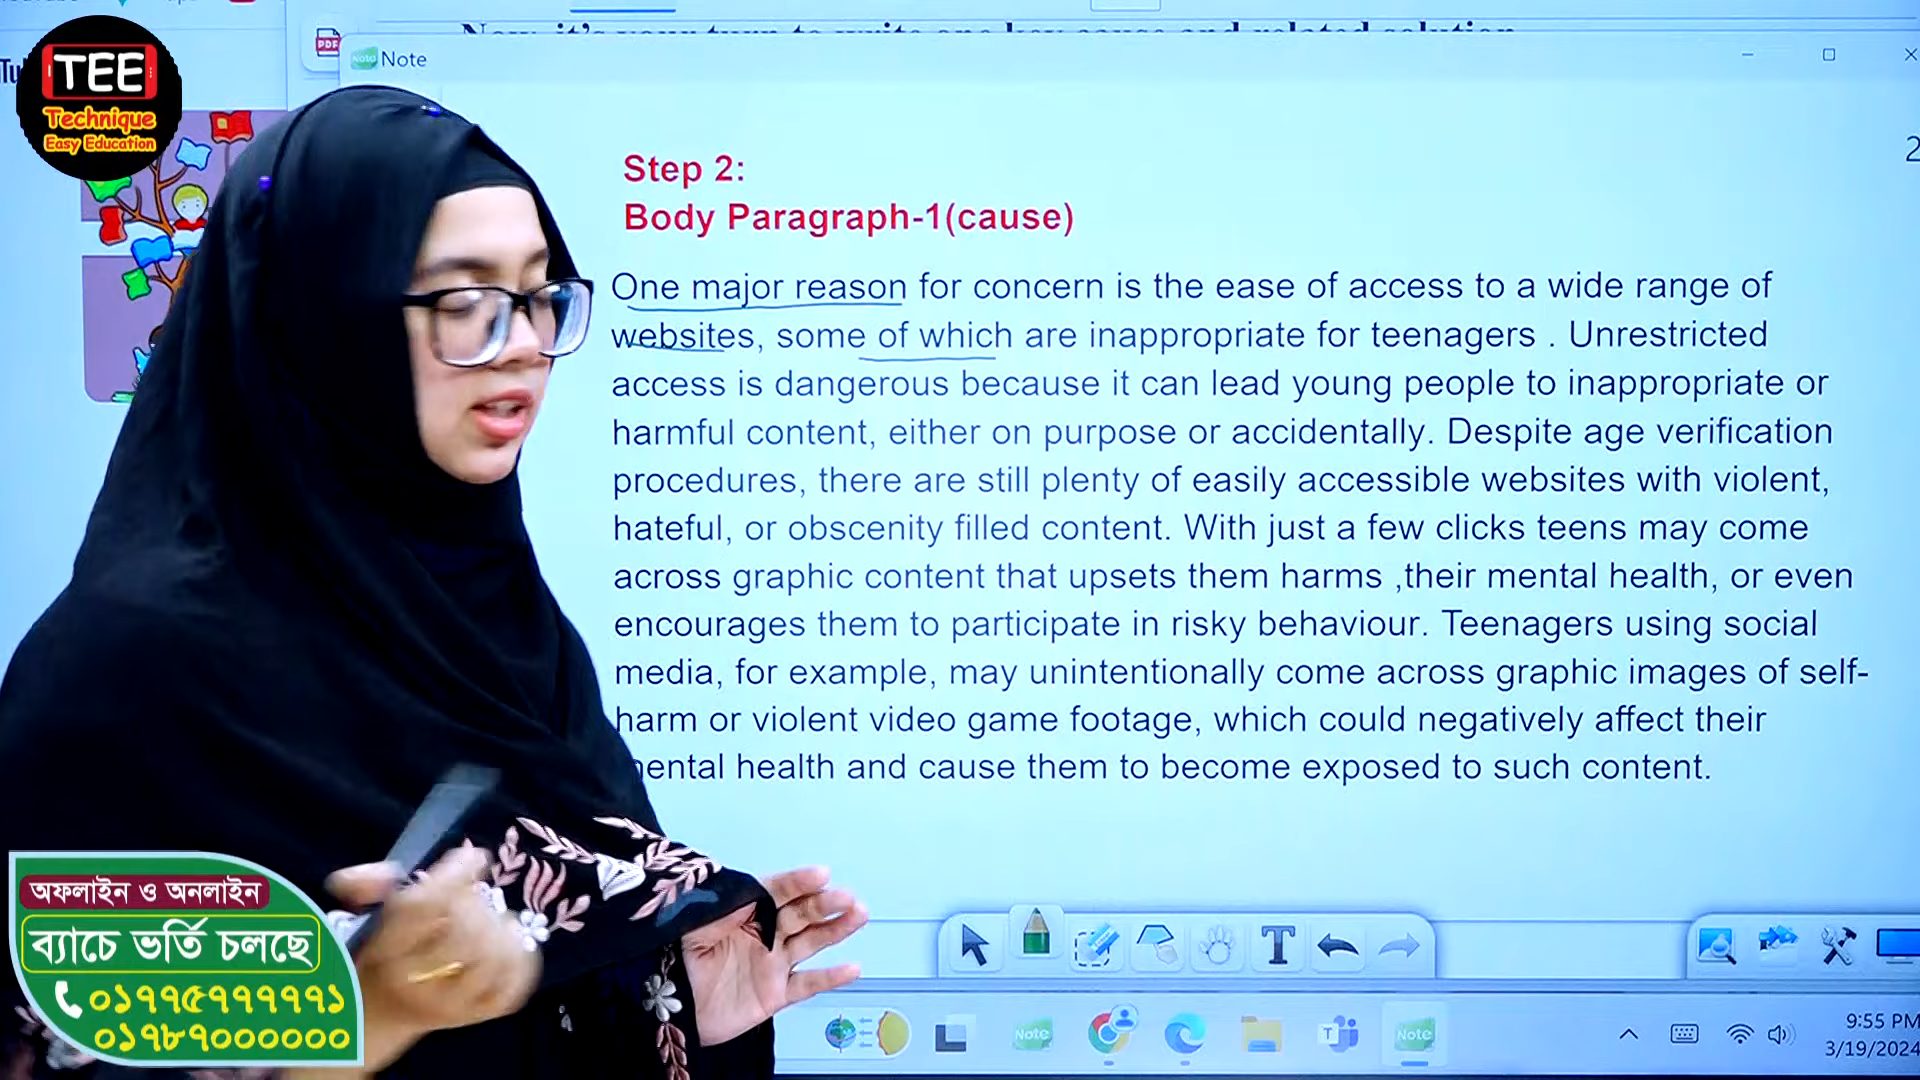 TEE
Technique
Easy Education
PDF
Note Note
Step 2:
Body Paragraph-1(cause)
One major reason for concern is the ease of access to a wide range of
websites, some of which are inappropriate for teenagers . Unrestricted
access is dangerous because it can lead young people to inappropriate or
harmful content, either on purpose or accidentally. Despite age verification
procedures, there are still plenty of easily accessible websites with violent,
hateful, or obscenity filled content. With just a few clicks teens may come
across graphic content that upsets them harms ,their mental health, or even
encourages them to participate in risky behaviour. Teenagers using social
media, for example, may unintentionally come across graphic images of self-
harm or violent video game footage, which could negatively affect their
mental health and cause them to become exposed to such content.
অফলাইন ও অনলাইন
ব্যাচে ভর্তি চলছে
০১৭৭৫৭৭৭৭৭১
০১৭৮৭০০০০০০
T
Note
T
Note
9:55 PM
3/19/2024